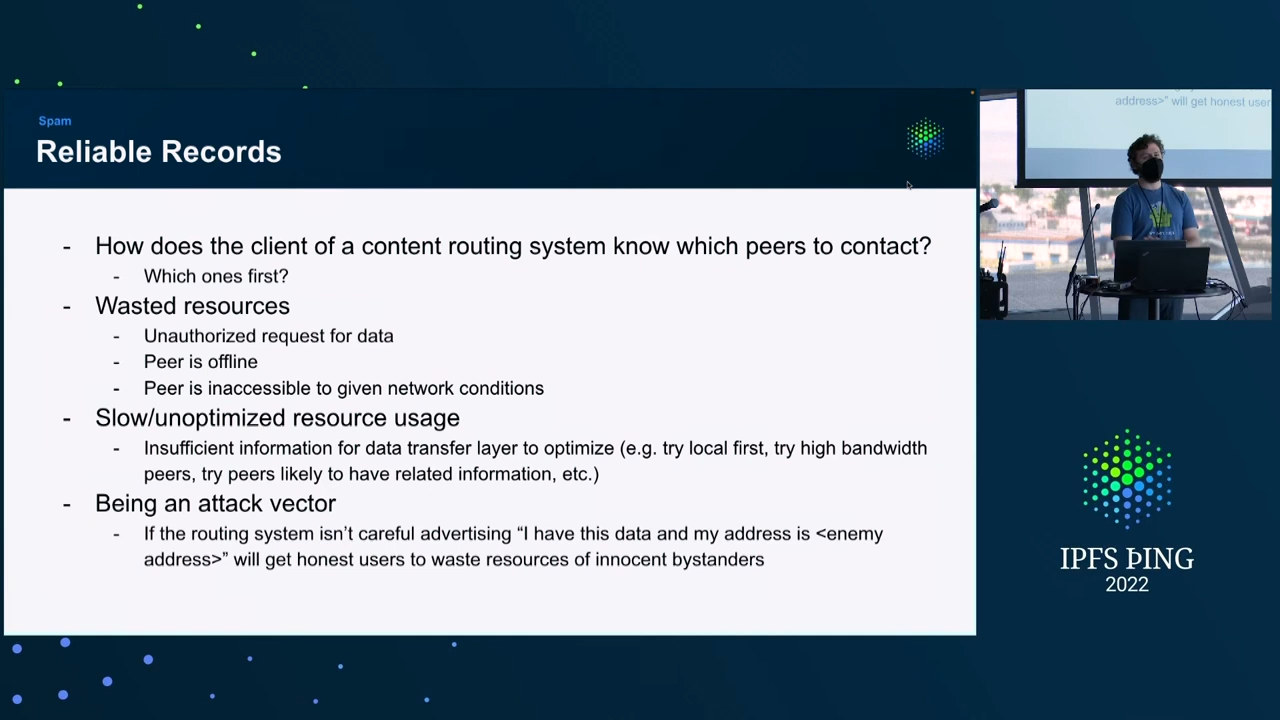 Spam
Reliable Records
- How does the client of a content routing system know which peers to contact?
- Which ones first?
- Wasted resources
- Unauthorized request for data
- Peer is offline
- Peer is inaccessible to given network conditions
- Slow/unoptimized resource usage
- Insufficient information for data transfer layer to optimize (e.g. try local first, try high bandwidth
peers, try peers likely to have related information, etc.)
- Being an attack vector
- If the routing system isn’t careful advertising “I have this data and my address is <enemy
address>” will get honest users to waste resources of innocent bystanders
address>” will get honest user
IPFS ÞING
2022